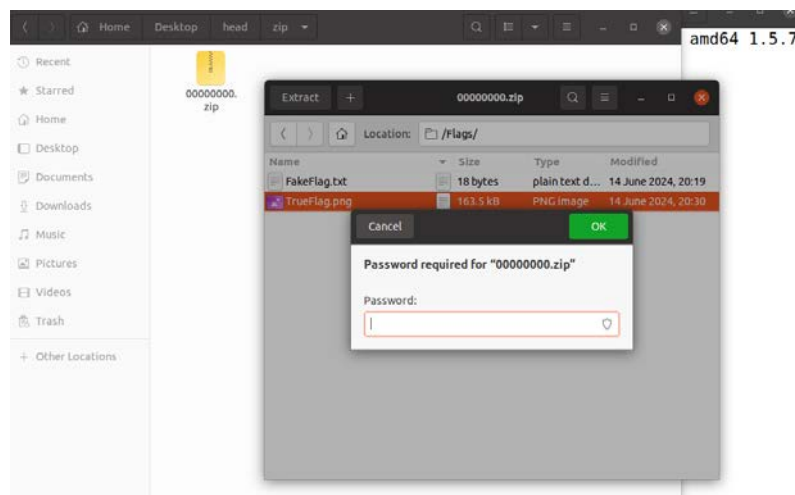 Home Desktop head zip
amd64 1.5.7
Recent
Starred
Home
Desktop
Documents
Downloads
Music
Pictures
Videos
Trash
+ Other Locations
00000000.
zip
Extract + 00000000.zip
Location: /Flags/
Name Size Type Modified
FakeFlag.txt 18 bytes plain text d... 14 June 2024, 20:19
TrueFlag.png 163.5 kB PNG image 14 June 2024, 20:30
Cancel OK
Password required for “00000000.zip”
Password: